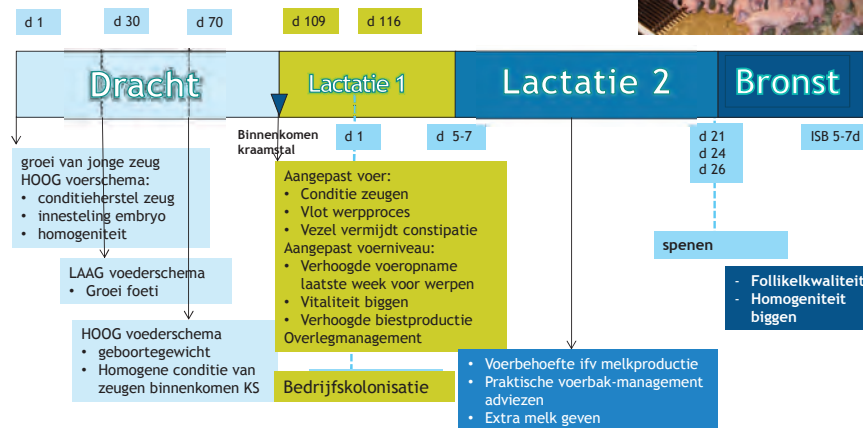 d 1
d 30
d 70
d 109
d 116
Dracht
Lactatie 1
Lactatie 2
Bronst
Binnenkomen
kraamstal
d 1
d 5-7
d 21
d 24
d 26
ISB 5-7d
groei van jonge zeug
HOOG voerschema:
• conditieherstel zeug
• innesteling embryo
• homogeniteit
LAAG voederschema
• Groei foeti
HOOG voederschema
• geboortegewicht
• Homogene conditie van
zeugen binnenkomen KS
Aangepast voer:
• Conditie zeugen
• Vlot werpproces
• Vezel vermijdt constipatie
Aangepast voerniveau:
• Verhoogde voeropname
laatste week voor werpen
• Vitaliteit biggen
• Verhoogde biestproductie
Overlegmanagement
Bedrijfskolonisatie
• Voerbehoefte ifv melkproductie
• Praktische voerbak-management
adviezen
• Extra melk geven
spenen
- Follikelkwaliteit
- Homogeniteit
biggen